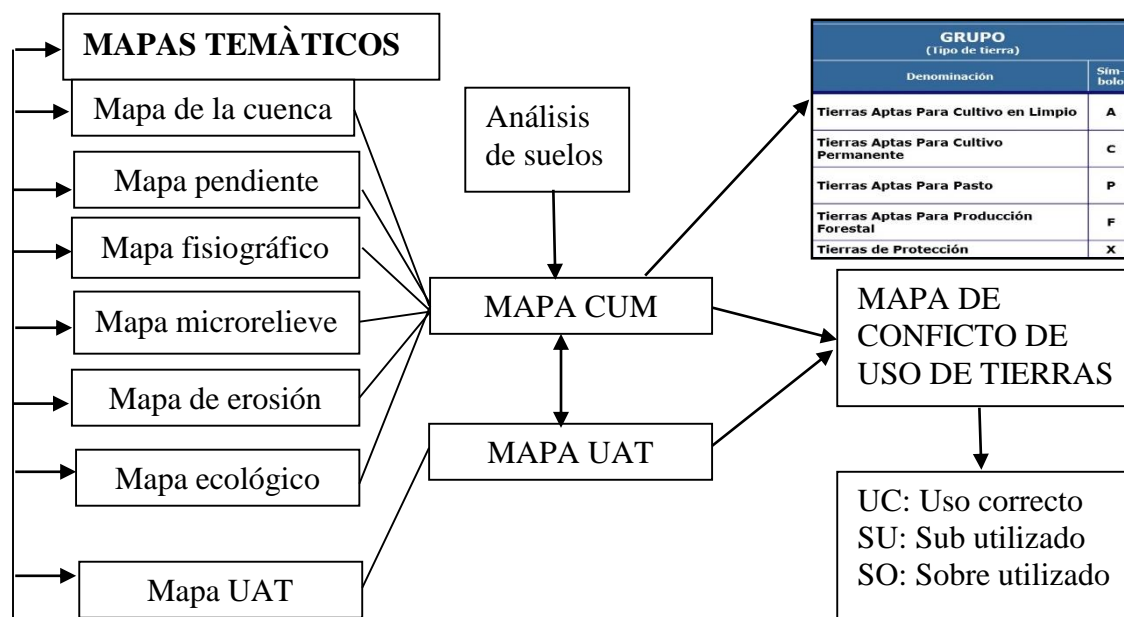 MAPAS TEMÀTICOS
Mapa de la cuenca
Mapa pendiente
Mapa fisiográfico
Mapa microrelieve
Mapa de erosión
Mapa ecológico
Mapa UAT
Análisis
de suelos
MAPA CUM
MAPA UAT
GRUPO
(Tipo de tierra)
Denominación
Sím-
bolo
Tierras Aptas Para Cultivo en Limpio A
Tierras Aptas Para Cultivo
Permanente C
Tierras Aptas Para Pasto P
Tierras Aptas Para Producción
Forestal F
Tierras de Protección X
MAPA DE
CONFICTO DE
USO DE TIERRAS
UC: Uso correcto
SU: Sub utilizado
SO: Sobre utilizado